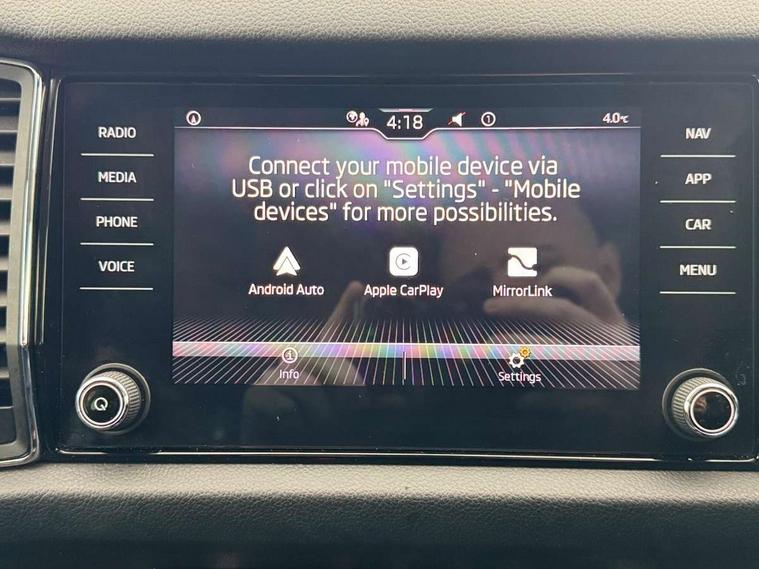 4:18
1
4.0°C
RADIO
MEDIA
PHONE
VOICE
Connect your mobile device via
USB or click on "Settings" - "Mobile
devices" for more possibilities.
Android Auto
Apple CarPlay
MirrorLink
Info
Settings
NAV
APP
CAR
MENU